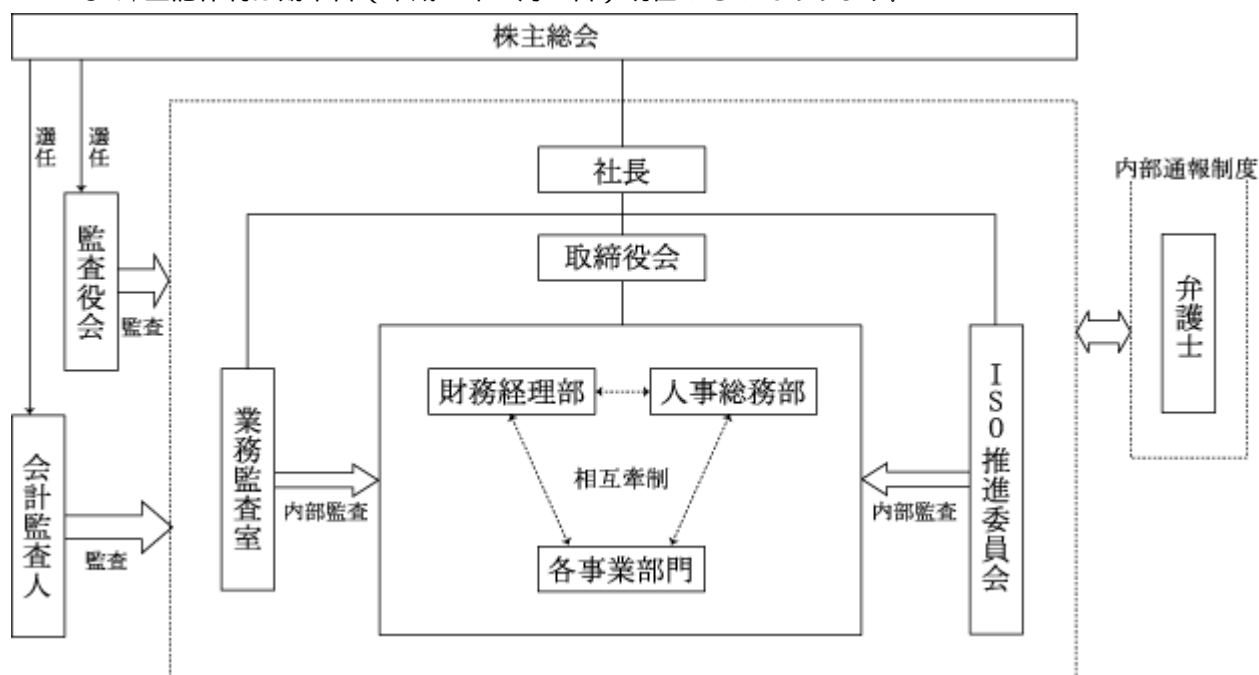 株主総会
選任
選任
社長
内部通報制度
監査役会
取締役会
弁護士
監査
財務経理部
人事総務部
ISO推進委員会
業務監査室
会計監査人
相互牽制
内部監査
内部監査
監査
各事業部門